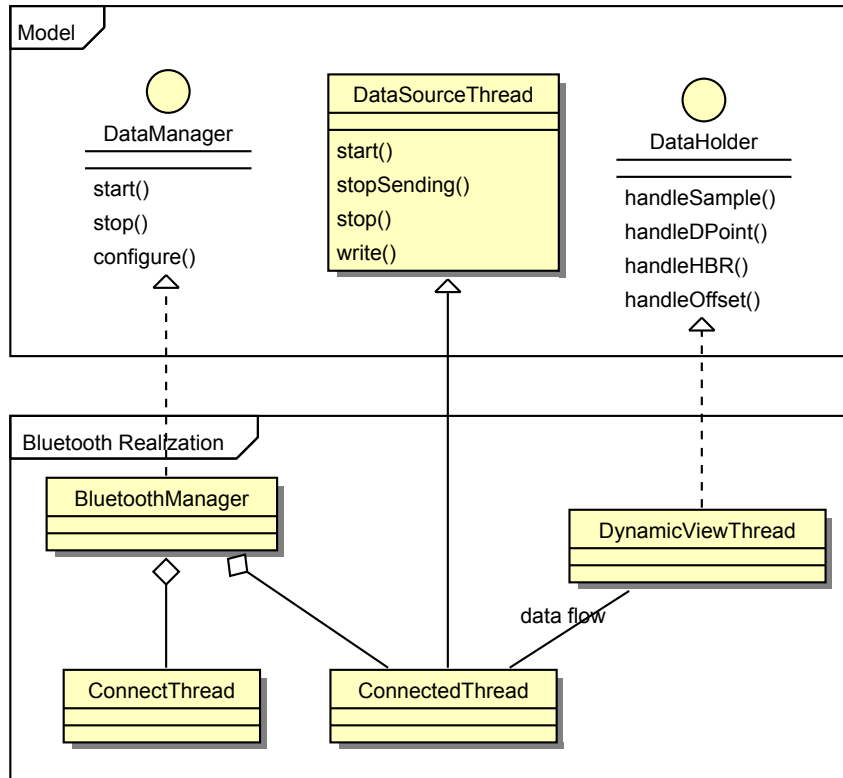 Model
DataManager
start()
stop()
configure()
DataSourceThread
start()
stopSending()
stop()
write()
DataHolder
handleSample()
handleDPoint()
handleHBR()
handleOffset()
Bluetooth Realization
BluetoothManager
DynamicViewThread
data flow
ConnectThread
ConnectedThread